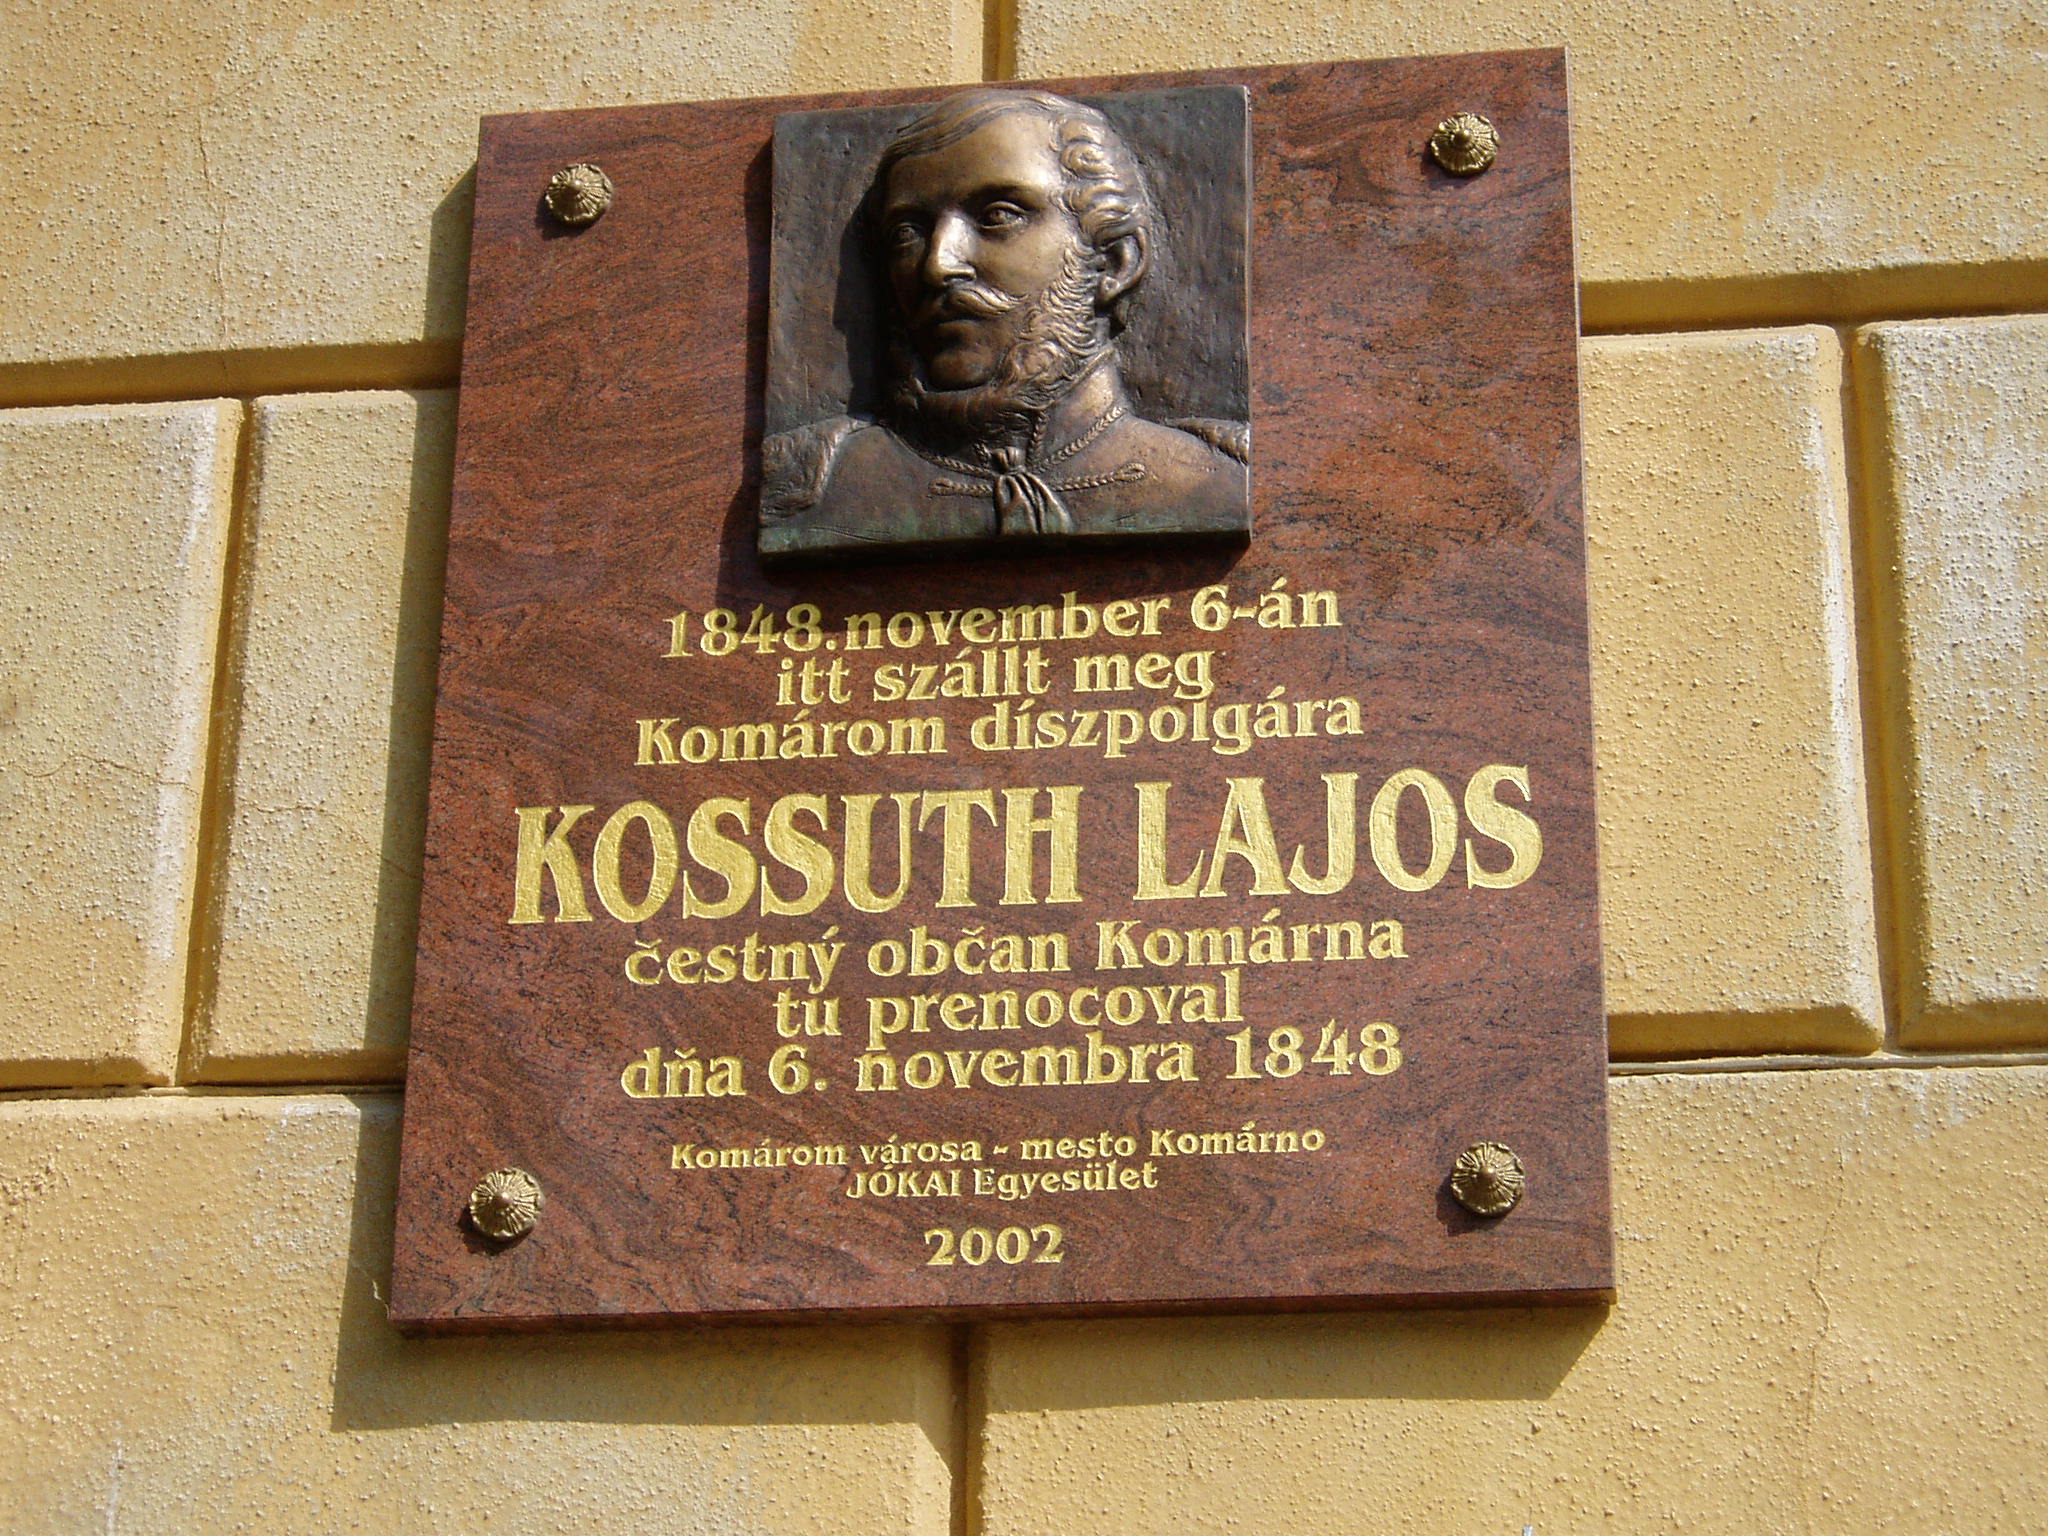 1848. november 6-án
itt szállt meg
Komárom díszpolgára
KOSSUTH LAJOS
čestný občan Komárna
tu prenocoval
dňa 6. novembra 1848
Komárom városa - mesto Komárno
JÓKAI Egyesület
2002